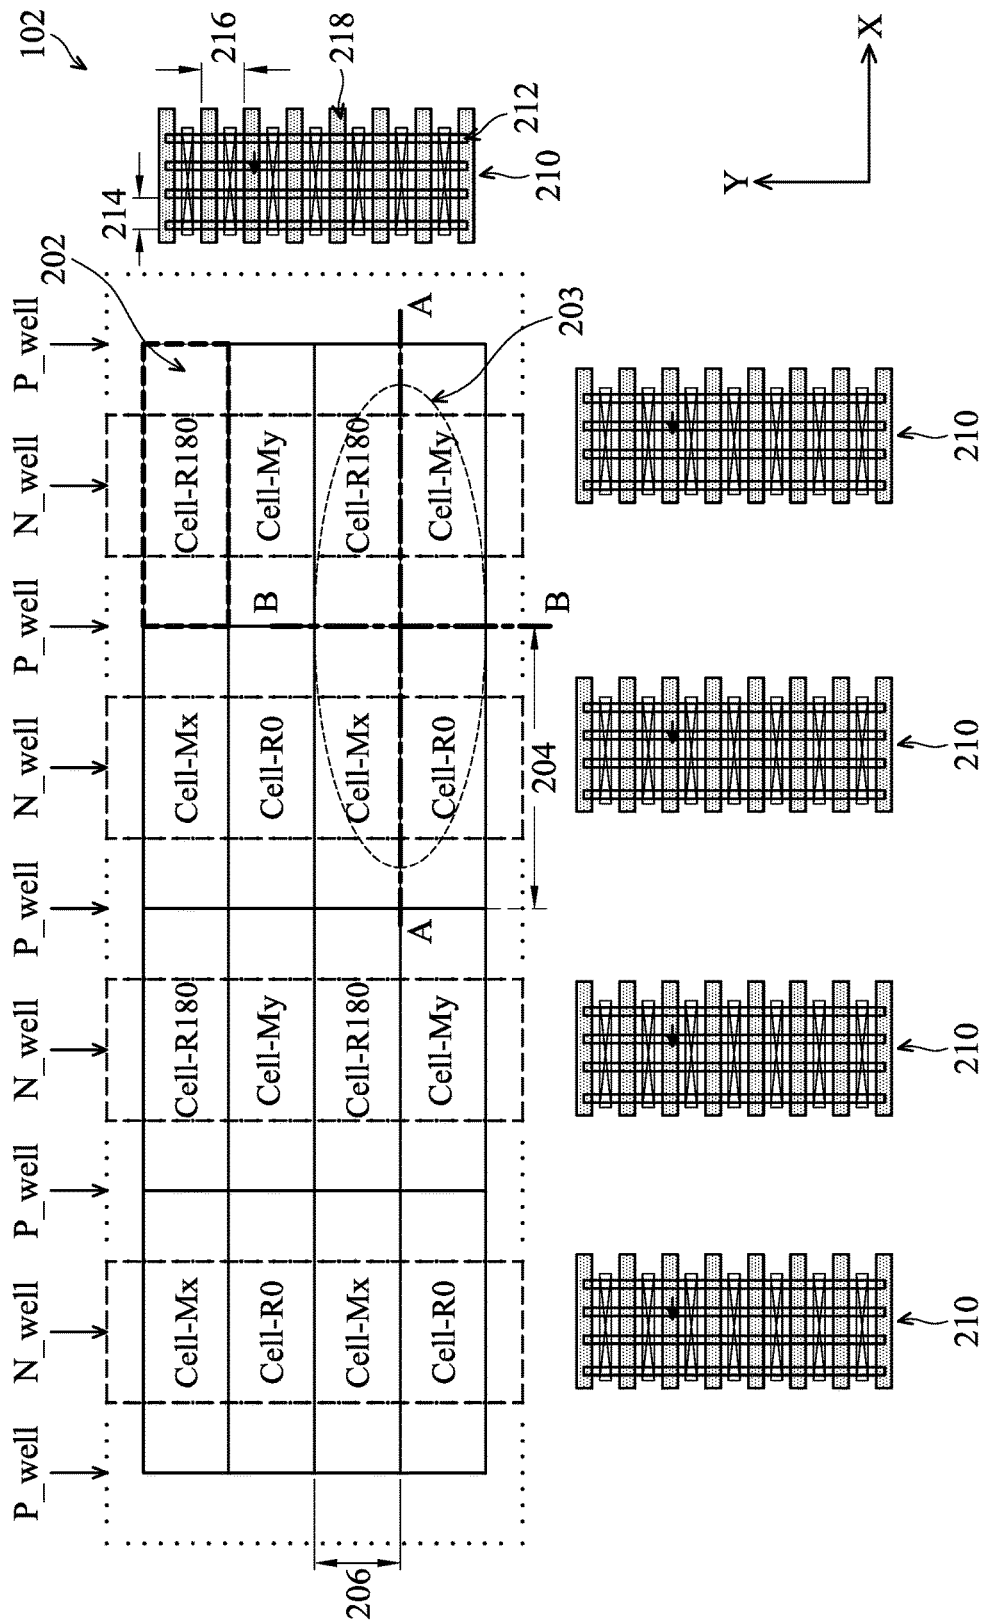 102
P_well N_well P_well N_well P_well N_well P_well N_well P_well
202
214
216
218
212
210
Cell-Mx Cell-R180 Cell-Mx Cell-R180
Cell-R0 Cell-My Cell-R0 Cell-My
B
206
Cell-Mx Cell-R180 Cell-Mx Cell-R180
A A
Cell-R0 Cell-My Cell-R0 Cell-My
204
B
203
Y
X
210 210 210 210